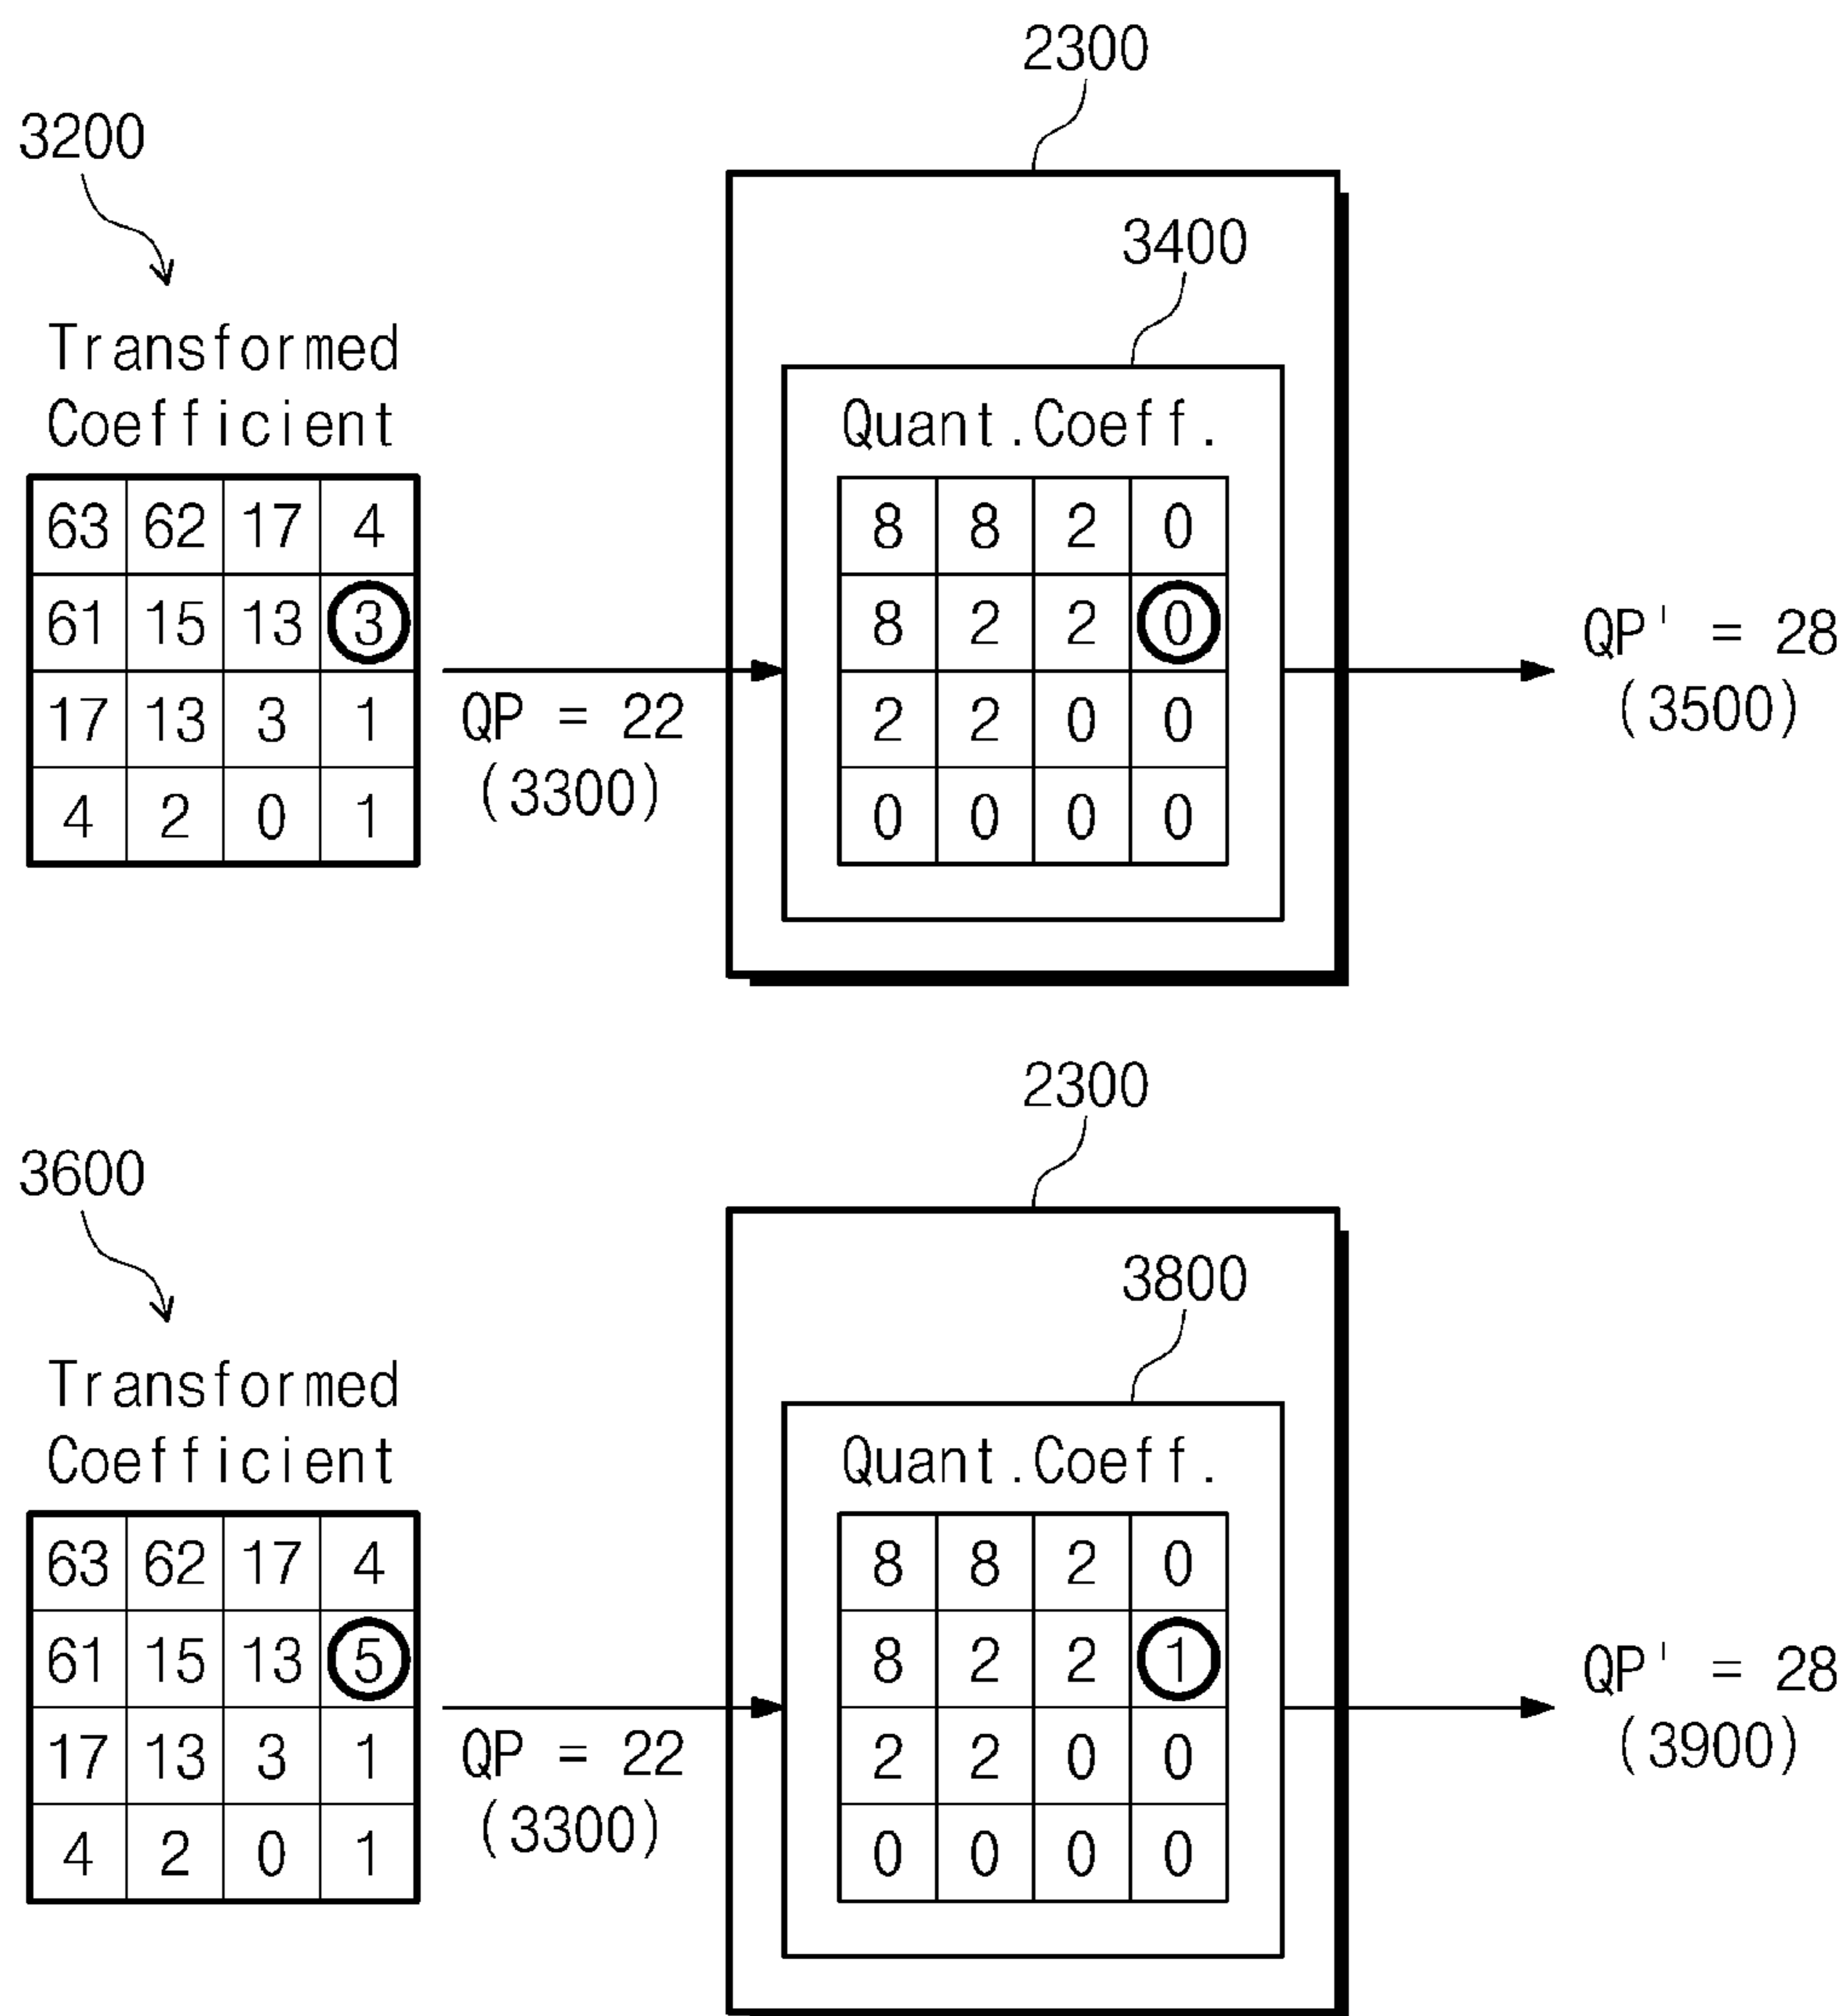 2300
3200
3400
Transformed
Coefficient
Quant.Coeff.
63 62 17 4
61 15 13 3
17 13 3 1
4 2 0 1
QP = 22
(3300)
8 8 2 0
8 2 2 0
2 2 0 0
0 0 0 0
QP' = 28
(3500)
2300
3600
3800
Transformed
Coefficient
Quant.Coeff.
63 62 17 4
61 15 13 5
17 13 3 1
4 2 0 1
QP = 22
(3300)
8 8 2 0
8 2 2 1
2 2 0 0
0 0 0 0
QP' = 28
(3900)